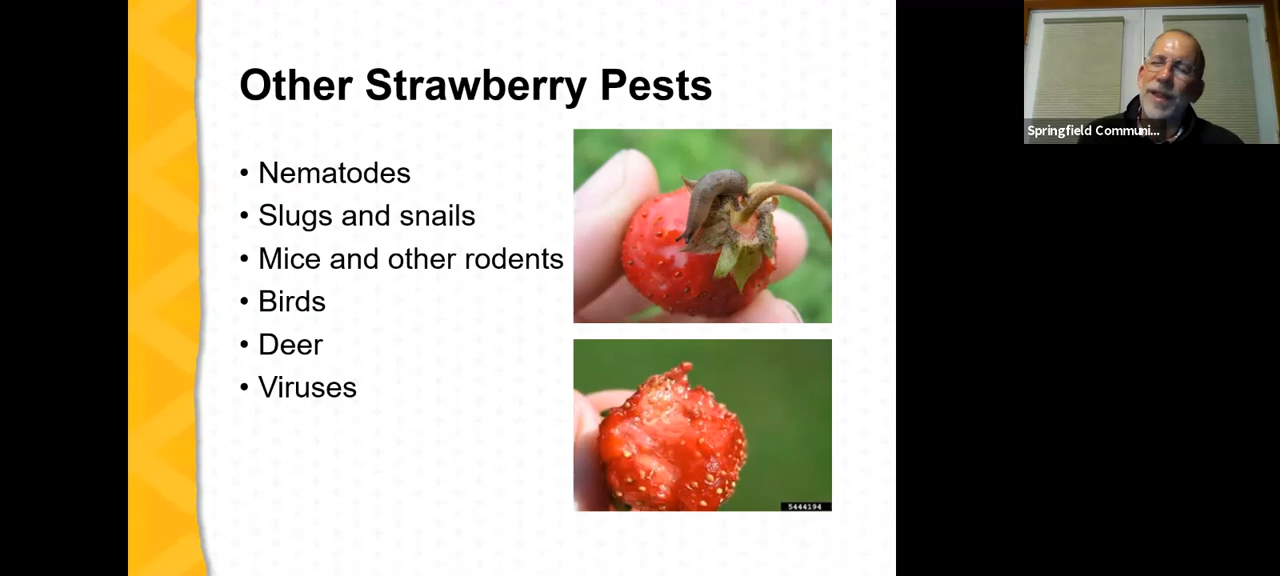 Other Strawberry Pests
• Nematodes
• Slugs and snails
• Mice and other rodents
• Birds
• Deer
• Viruses
5444194
Springfield Communi...